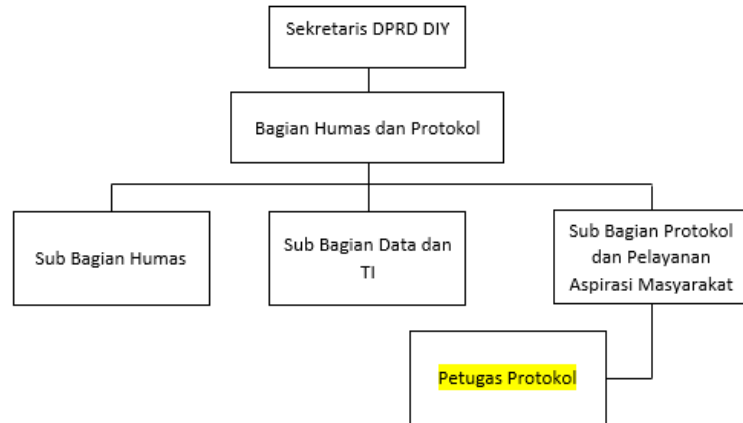 Sekretaris DPRD DIY
Bagian Humas dan Protokol
Sub Bagian Humas
Sub Bagian Data dan
TI
Sub Bagian Protokol
dan Pelayanan
Aspirasi Masyarakat
Petugas Protokol